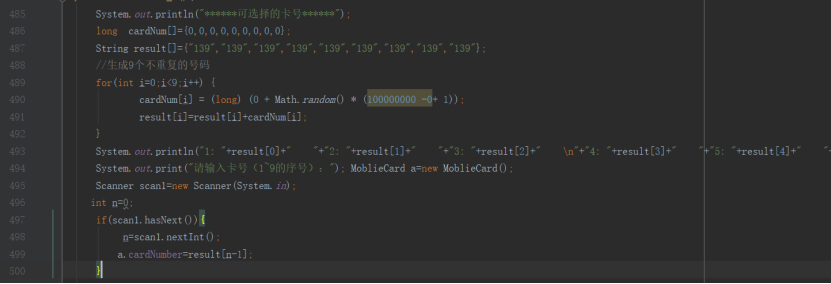 485 System.out.println("******可选择的卡号******");
486 long cardNum[]={0,0,0,0,0,0,0,0,0};
487 String result[]={"139","139","139","139","139","139","139","139","139"};
488 //生成9个不重复的号码
489 for(int i=0;i<9;i++) {
490 cardNum[i] = (long) (0 + Math.random() * (100000000 -0+ 1));
491 result[i]=result[i]+cardNum[i];
492 }
493 System.out.println("1: "+result[0]+" "+"2: "+result[1]+" "+"3: "+result[2]+" \n"+"4: "+result[3]+" "+"5: "+result[4]+" "+
494 System.out.print("请输入卡号（1~9的序号）："); MoblieCard a=new MoblieCard();
495 Scanner scan1=new Scanner(System.in);
496 int n=0;
497 if(scan1.hasNext()){
498 n=scan1.nextInt();
499 a.cardNumber=result[n-1];
500 }